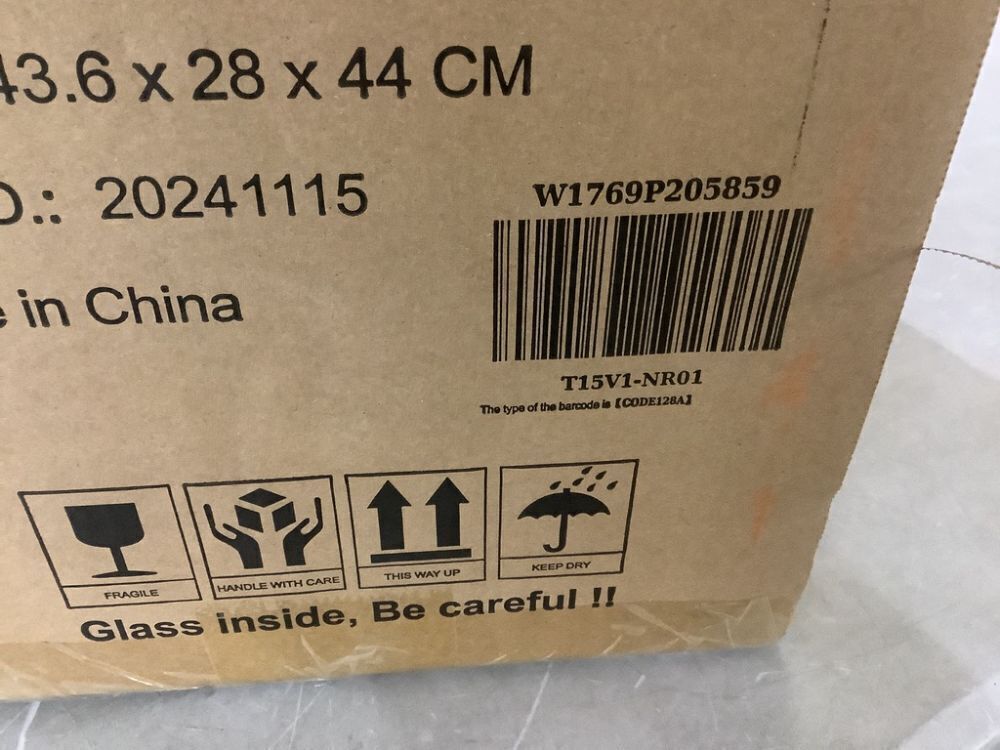 43.6 x 28 x 44 CM
O.: 20241115
e in China
W1769P205859
T15V1-NR01
The type of the barcode is【CODE128A】
FRAGILE
HANDLE WITH CARE
THIS WAY UP
KEEP DRY
Glass inside, Be careful !!